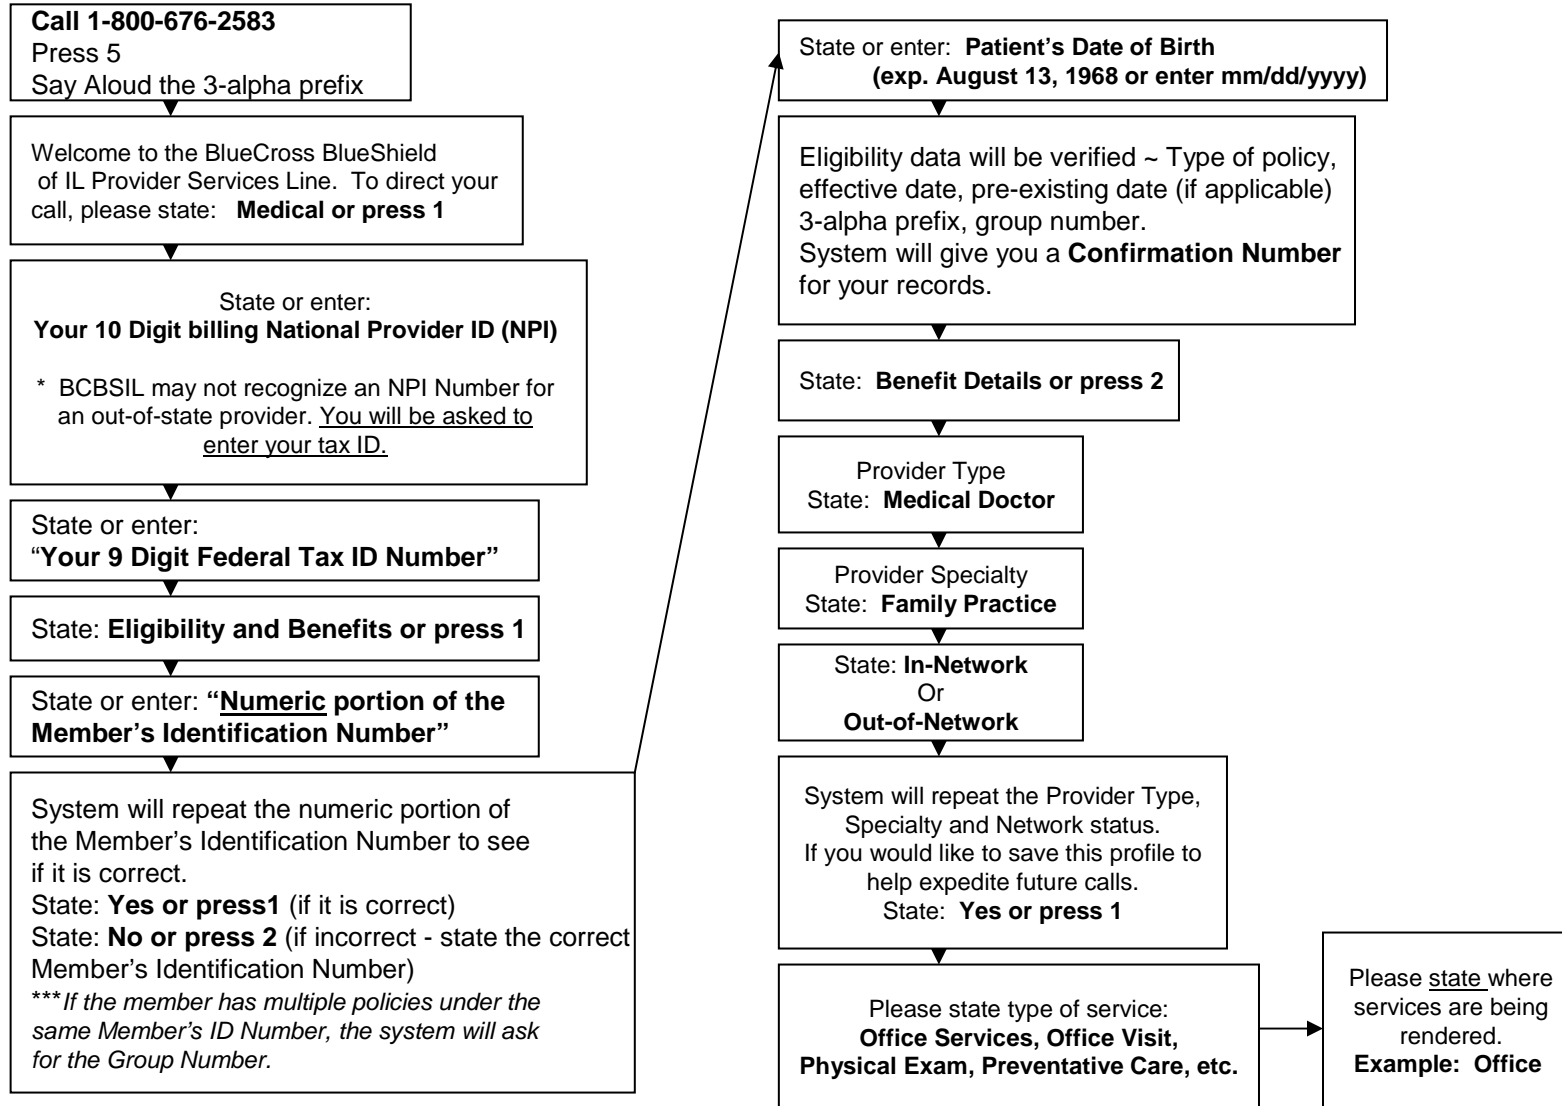 Call 1-800-676-2583
Press 5
Say Aloud the 3-alpha prefix
Welcome to the BlueCross BlueShield
of IL Provider Services Line. To direct your
call, please state: Medical or press 1
State or enter:
Your 10 Digit billing National Provider ID (NPI)
* BCBSIL may not recognize an NPI Number for
an out-of-state provider. You will be asked to
enter your tax ID.
State or enter:
“Your 9 Digit Federal Tax ID Number”
State: Eligibility and Benefits or press 1
State or enter: “Numeric portion of the
Member’s Identification Number”
System will repeat the numeric portion of
the Member’s Identification Number to see
if it is correct.
State: Yes or press1 (if it is correct)
State: No or press 2 (if incorrect - state the correct
Member’s Identification Number)
***If the member has multiple policies under the
same Member’s ID Number, the system will ask
for the Group Number.
State or enter: Patient’s Date of Birth
(exp. August 13, 1968 or enter mm/dd/yyyy)
Eligibility data will be verified ~ Type of policy,
effective date, pre-existing date (if applicable)
3-alpha prefix, group number.
System will give you a Confirmation Number
for your records.
State: Benefit Details or press 2
Provider Type
State: Medical Doctor
Provider Specialty
State: Family Practice
State: In-Network
Or
Out-of-Network
System will repeat the Provider Type,
Specialty and Network status.
If you would like to save this profile to
help expedite future calls.
State: Yes or press 1
Please state type of service:
Office Services, Office Visit,
Physical Exam, Preventative Care, etc.
Please state where
services are being
rendered.
Example: Office